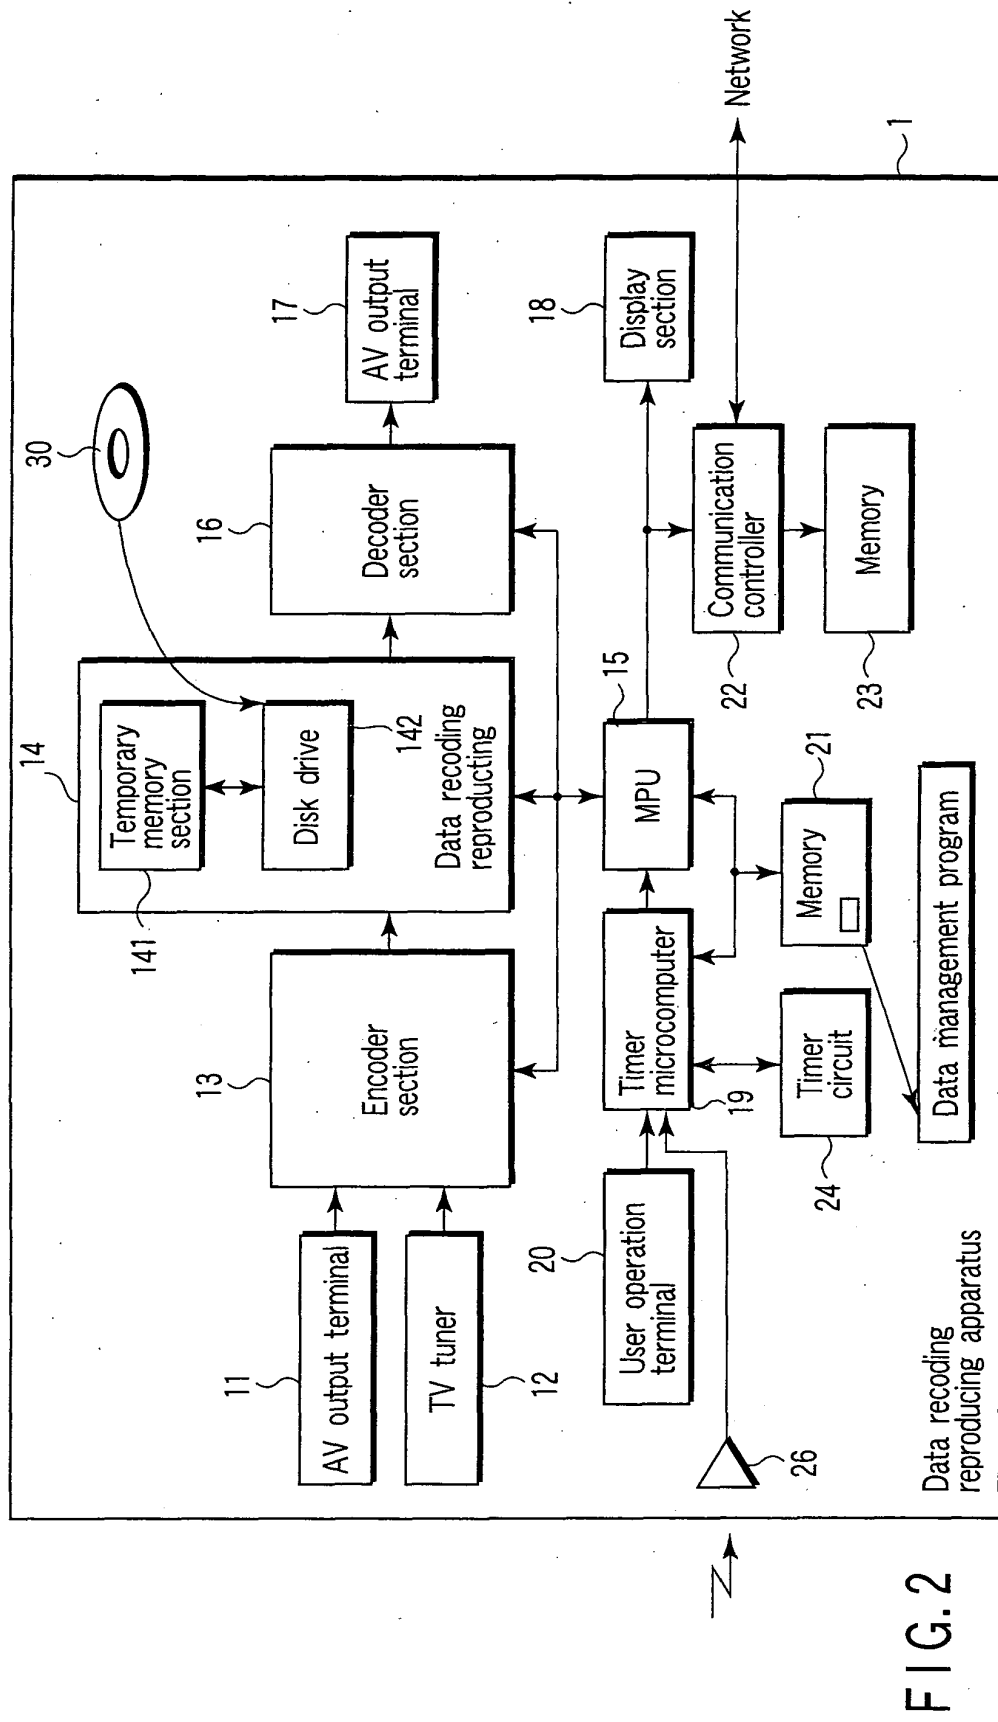 30
14
Temporary
memory
section
141
Disk drive
142
Data recoding
reproducing
13
Encoder
section
16
Decoder
section
17
AV output
terminal
11
AV output terminal
TV tuner
12
20
User operation
terminal
Timer
microcomputer
19
MPU
15
18
Display
section
Network
1
Communication
controller
22
Memory
23
Memory
21
Timer
circuit
24
26
Data management program
Data recoding
reproducing apparatus
FIG. 2